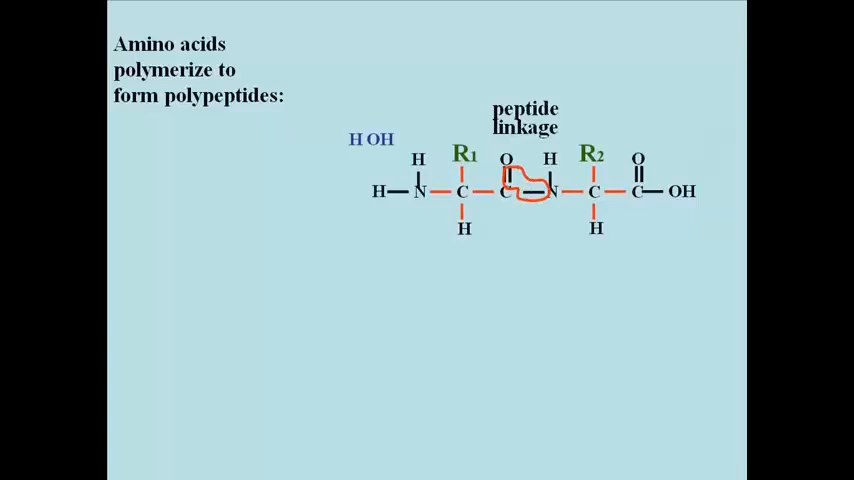 Amino acids
polymerize to
form polypeptides:
peptide
linkage
H OH
H R1 O H R2 O
H N C C N C C OH
H H